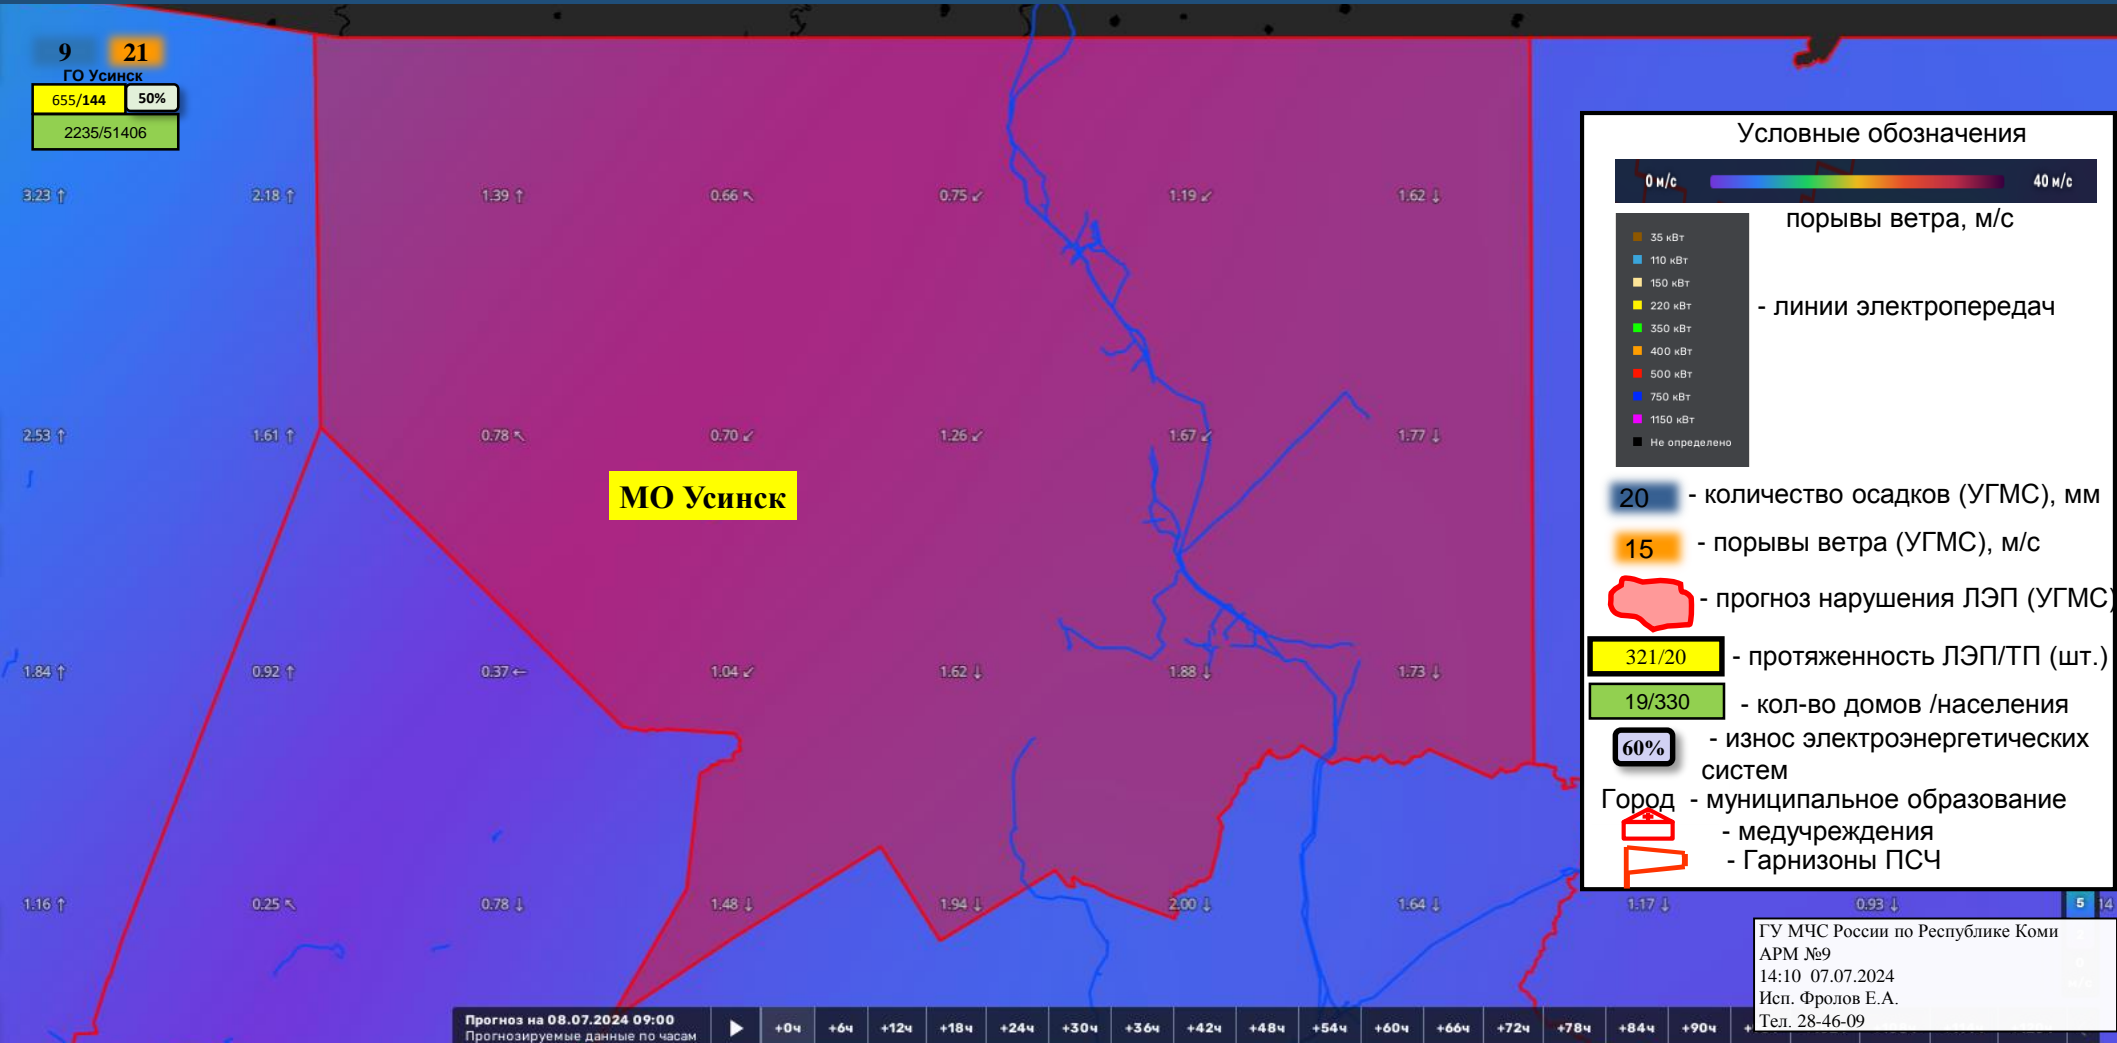 9 21
ГО Усинск
655/144 50%
2235/51406
3.23 ↑ 2.18 ↑ 1.39 ↑ 0.66 ↖ 0.75 ↙ 1.19 ↙ 1.62 ↓
2.53 ↑ 1.61 ↑ 0.78 ↖ 0.70 ↙ 1.26 ↙ 1.67 ↙ 1.77 ↓
МО Усинск
1.84 ↑ 0.92 ↑ 0.37 ← 1.04 ↙ 1.62 ↓ 1.88 ↓ 1.73 ↓
1.16 ↑ 0.25 ↖ 0.78 ↓ 1.48 ↓ 1.94 ↓ 2.00 ↓ 1.64 ↓ 1.17 ↓ 0.93 ↓ 5 14
Условные обозначения
0 м/с 40 м/с
порывы ветра, м/с
35 кВт
110 кВт
150 кВт
220 кВт
350 кВт
400 кВт
500 кВт
750 кВт
1150 кВт
Не определено
- линии электропередач
20 - количество осадков (УГМС), мм
15 - порывы ветра (УГМС), м/с
- прогноз нарушения ЛЭП (УГМС)
321/20 - протяженность ЛЭП/ТП (шт.)
19/330 - кол-во домов /населения
60% - износ электроэнергетических
систем
Город - муниципальное образование
- медучреждения
- Гарнизоны ПСЧ
ГУ МЧС России по Республике Коми
АРМ №9
14:10 07.07.2024
Исп. Фролов Е.А.
Тел. 28-46-09
Прогноз на 08.07.2024 09:00
Прогнозируемые данные по часам
+0ч +6ч +12ч +18ч +24ч +30ч +36ч +42ч +48ч +54ч +60ч +66ч +72ч +78ч +84ч +90ч